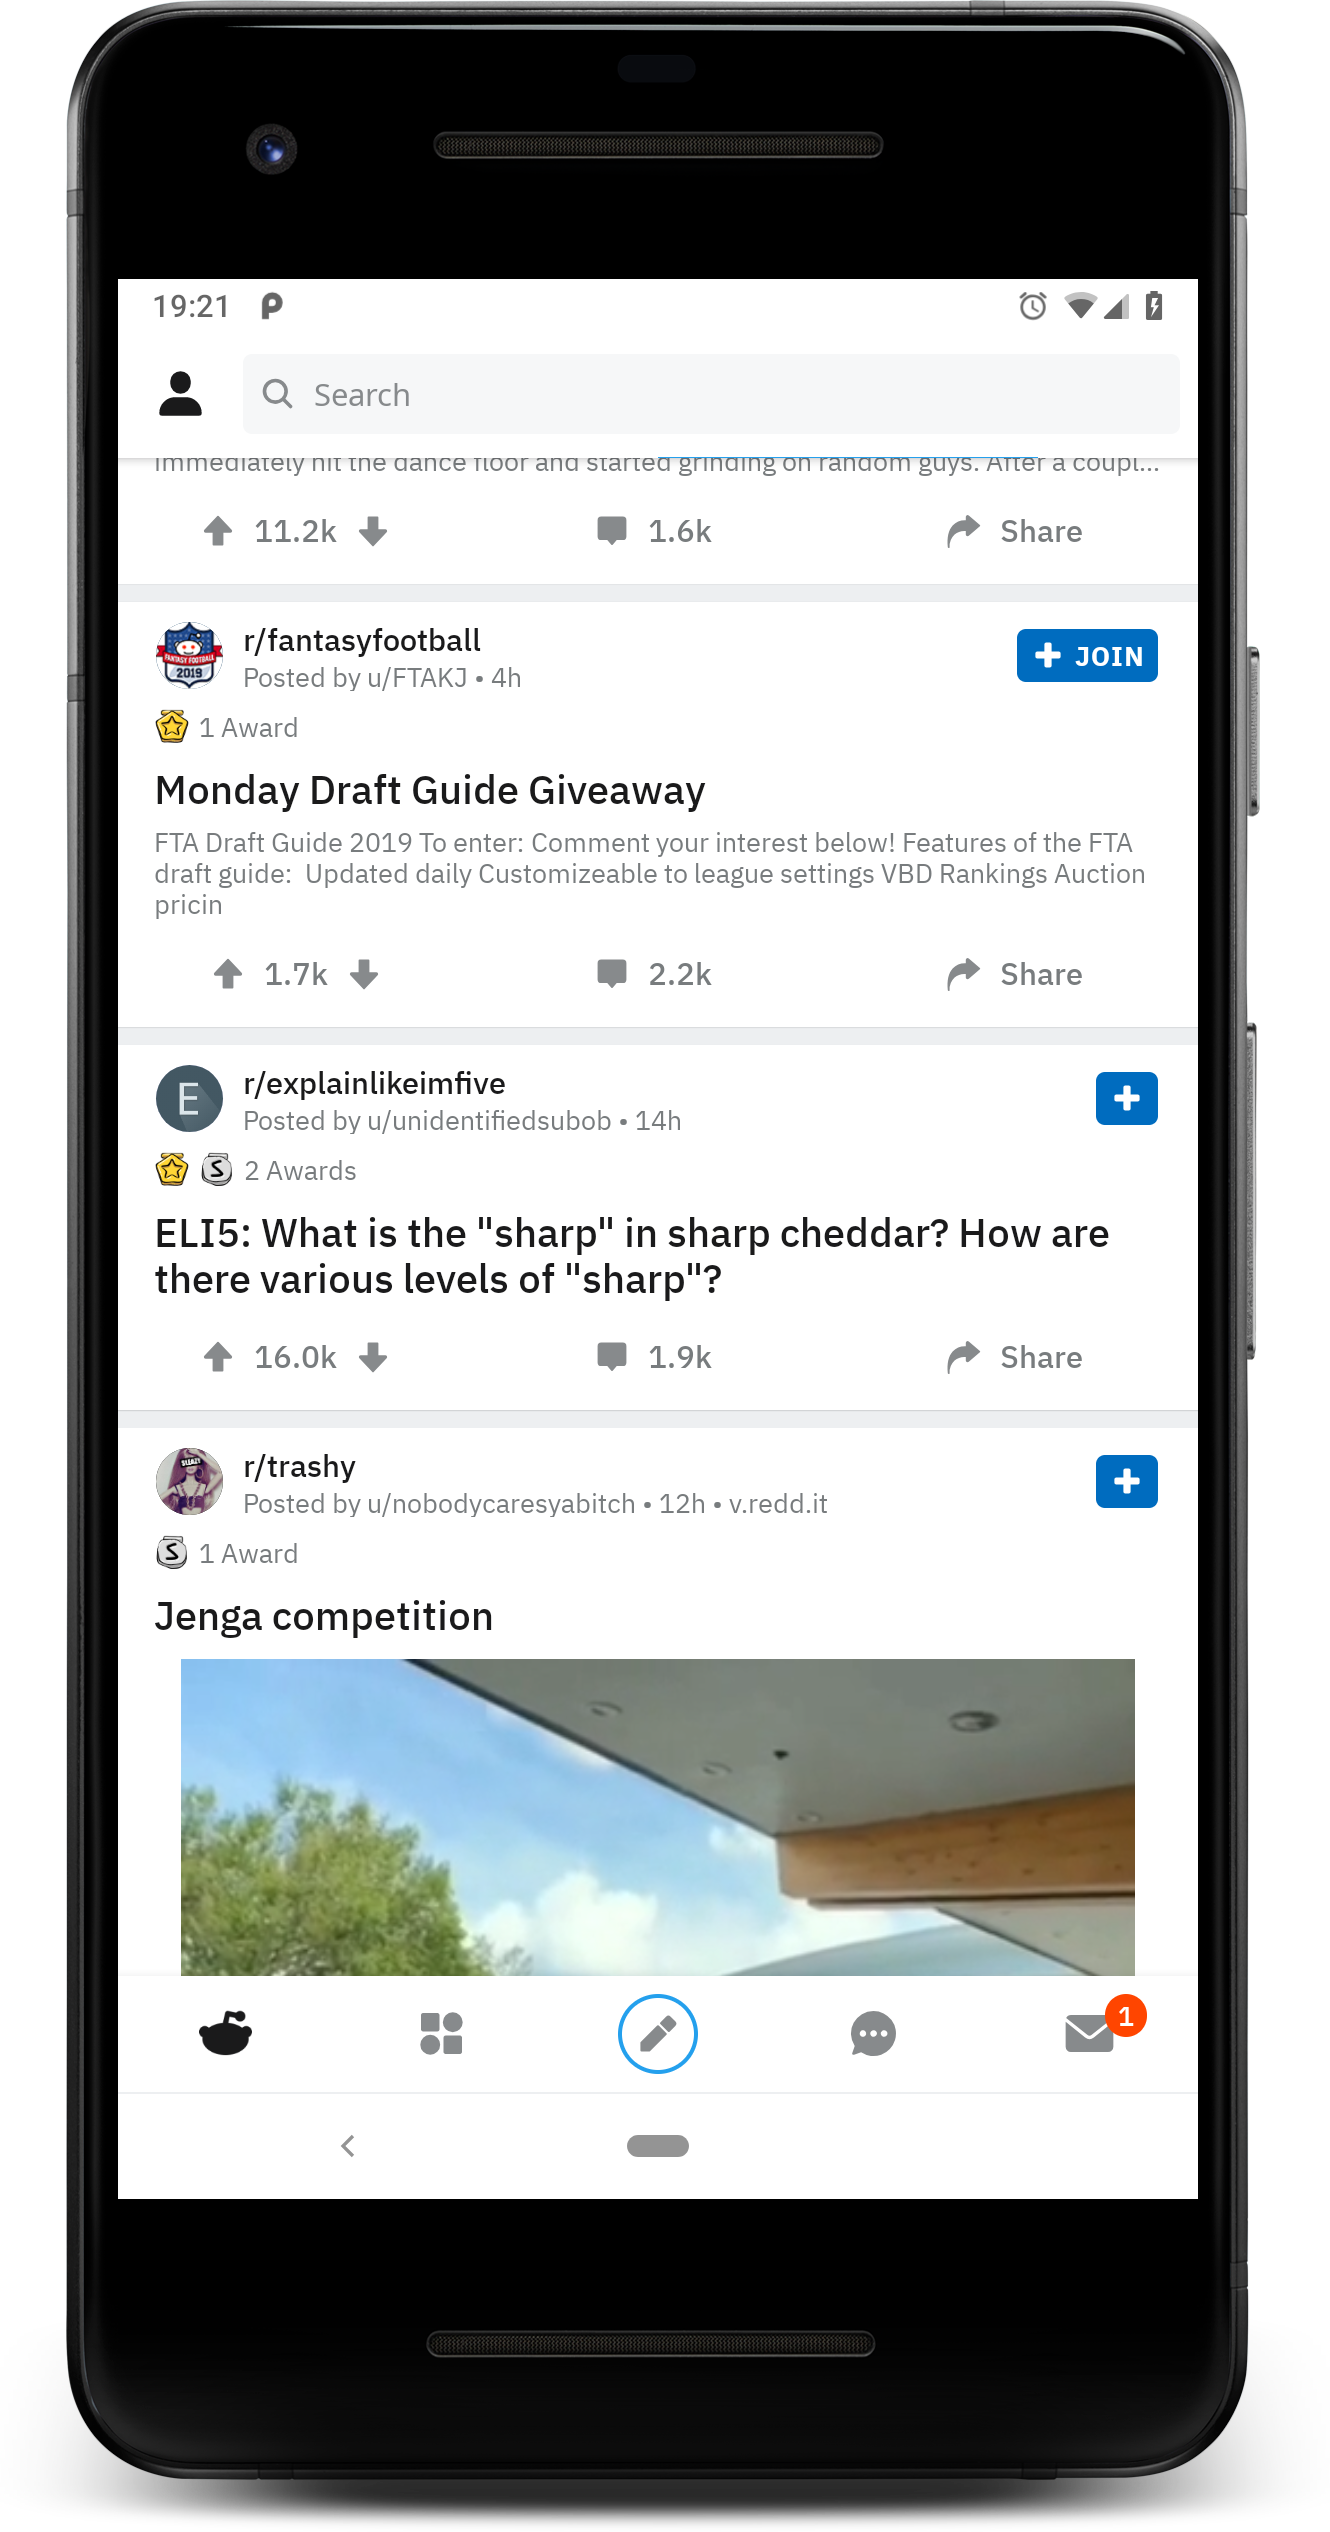 19:21
Search
Immediately hit the dance floor and started grinding on random guys. After a coupl...
11.2k 1.6k Share
r/fantasyfootball
Posted by u/FTAKJ • 4h
FANTASY FOOTBALL
2019
+ JOIN
1 Award
Monday Draft Guide Giveaway
FTA Draft Guide 2019 To enter: Comment your interest below! Features of the FTA
draft guide:  Updated daily Customizeable to league settings VBD Rankings Auction
pricin
1.7k 2.2k Share
E
r/explainlikeimfive
Posted by u/unidentifiedsubob • 14h
S 2 Awards
ELI5: What is the "sharp" in sharp cheddar? How are
there various levels of "sharp"?
16.0k 1.9k Share
SLEAZY
r/trashy
Posted by u/nobodycaresyabitch • 12h • v.redd.it
S 1 Award
Jenga competition
1